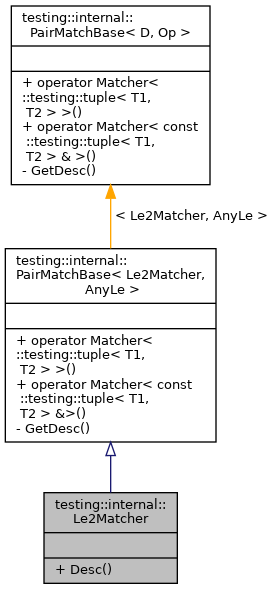 testing::internal::
PairMatchBase< D, Op >
+ operator Matcher<
::testing::tuple< T1,
T2 > >()
+ operator Matcher< const
::testing::tuple< T1,
T2 > & >()
- GetDesc()
< Le2Matcher, AnyLe >
testing::internal::
PairMatchBase< Le2Matcher,
AnyLe >
+ operator Matcher<
::testing::tuple< T1,
T2 > >()
+ operator Matcher< const
::testing::tuple< T1,
T2 > &>()
- GetDesc()
testing::internal::
Le2Matcher
+ Desc()